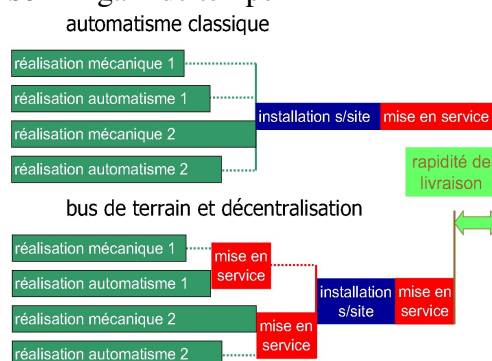 automatisme classique
réalisation mécanique 1
réalisation automatisme 1
installation s/site
mise en service
réalisation mécanique 2
réalisation automatisme 2
rapidité de
livraison
bus de terrain et décentralisation
réalisation mécanique 1
mise en
service
réalisation automatisme 1
installation
s/site
mise en
service
réalisation mécanique 2
mise en
service
réalisation automatisme 2